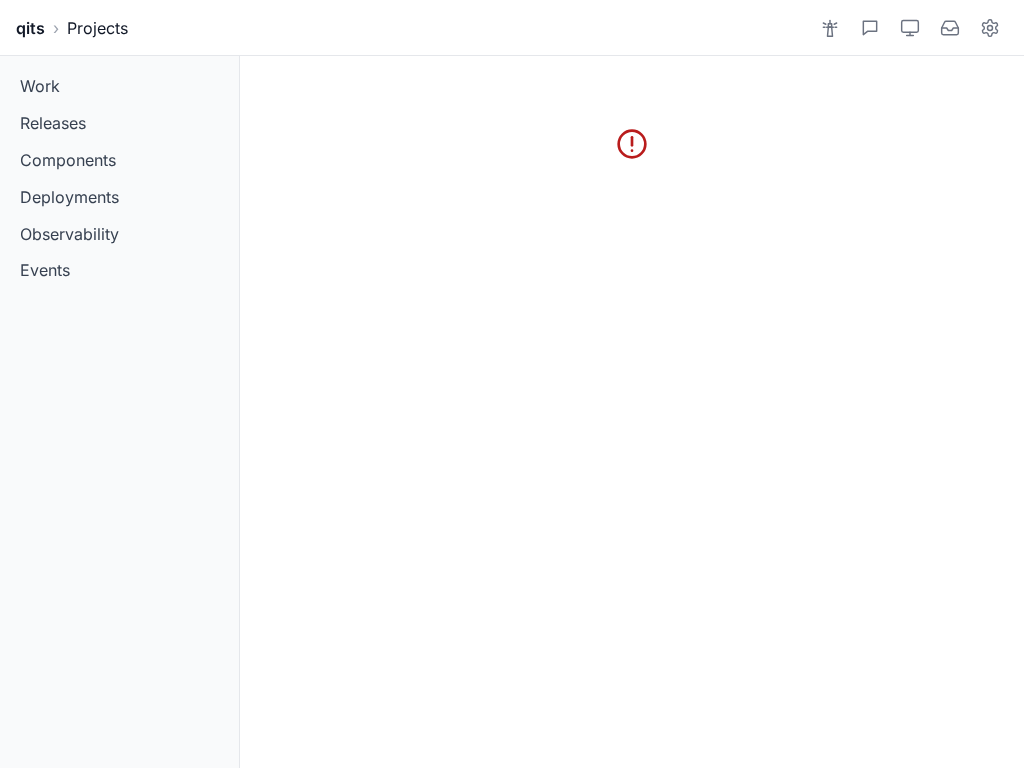 qits › Projects
Work
Releases
Components
Deployments
Observability
Events